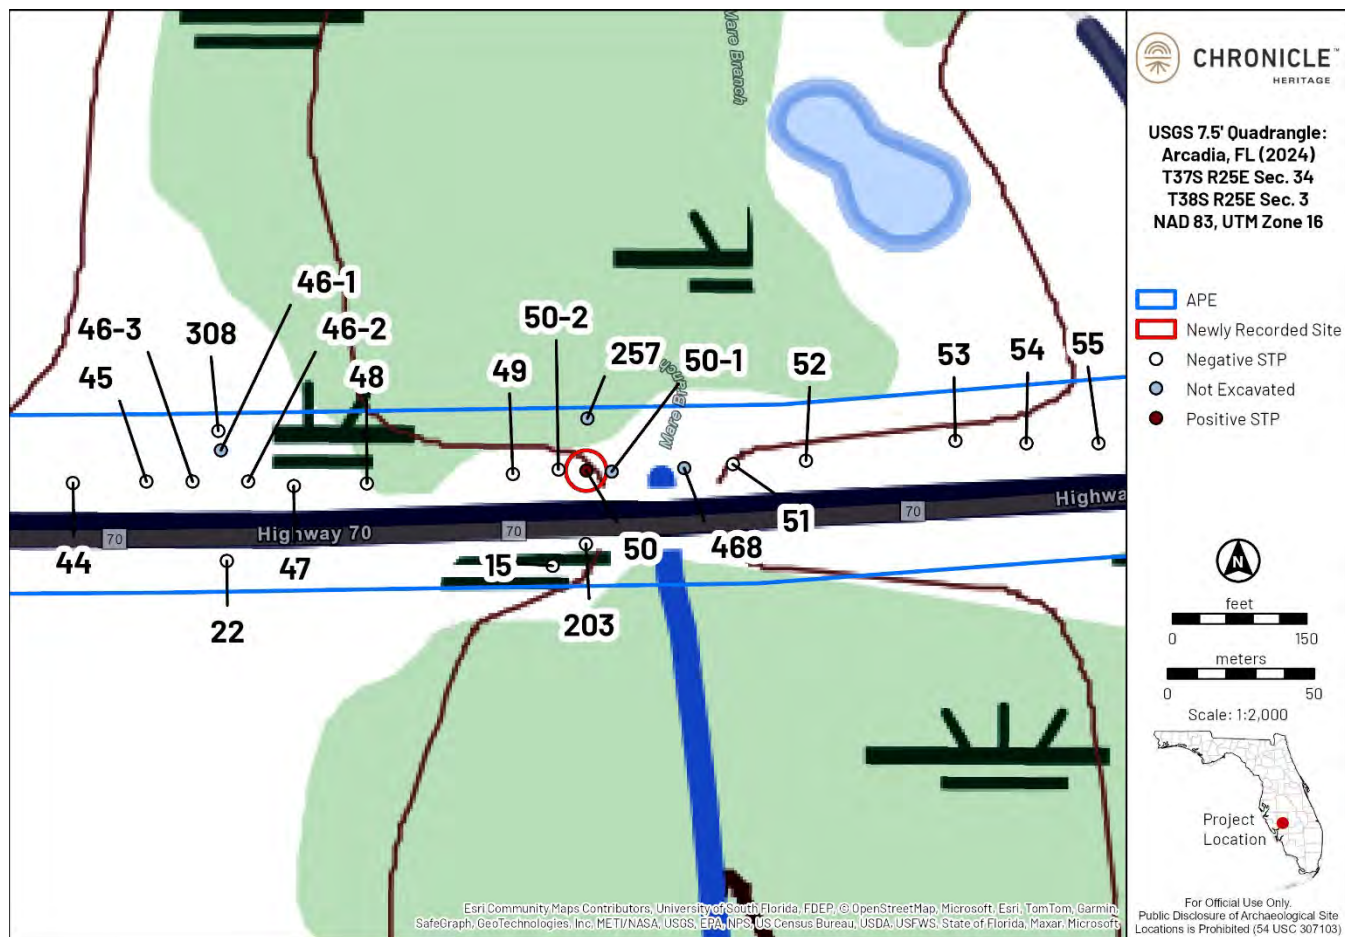 Mare Branch
46-1
46-3
308
46-2
50-2
257
50-1
45
48
49
52
53
54
55
Mare Branch
Highway 70
70
70
70
Highwa
44
47
22
15
203
50
468
51
Esri Community Maps Contributors, University of South Florida, FDEP, © OpenStreetMap, Microsoft, Esri, TomTom, Garmin,
SafeGraph, GeoTechnologies, Inc, METI/NASA, USGS, EPA, NPS, US Census Bureau, USDA, USFWS, State of Florida, Maxar, Microsoft
CHRONICLE™
HERITAGE
USGS 7.5' Quadrangle:
Arcadia, FL (2024)
T37S R25E Sec. 34
T38S R25E Sec. 3
NAD 83, UTM Zone 16
APE
Newly Recorded Site
Negative STP
Not Excavated
Positive STP
N
feet
0 150
meters
0 50
Scale: 1:2,000
Project
Location
For Official Use Only.
Public Disclosure of Archaeological Site
Locations is Prohibited (54 USC 307103)